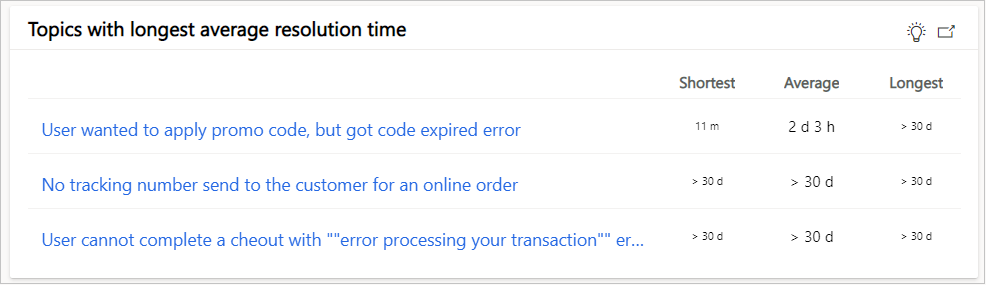 Topics with longest average resolution time
Shortest Average Longest
User wanted to apply promo code, but got code expired error 11 m 2 d 3 h > 30 d
No tracking number send to the customer for an online order > 30 d > 30 d > 30 d
User cannot complete a cheout with ""error processing your transaction"" er... > 30 d > 30 d > 30 d